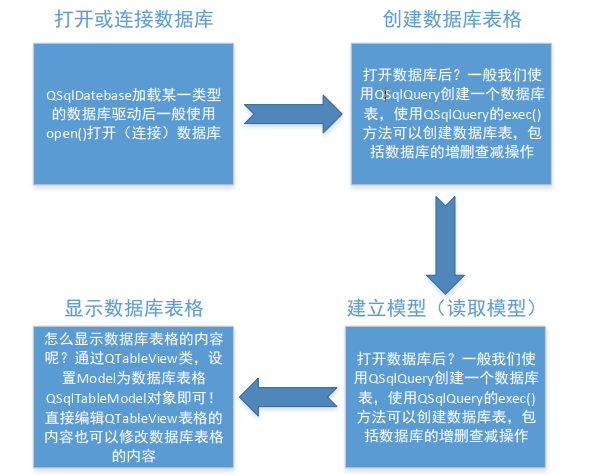 打开或连接数据库
QSqlDatebase加载某一类型
的数据库驱动后一般使用
open()打开（连接）数据库
创建数据库表格
打开数据库后？一般我们使
用QSqlQuery创建一个数据库
表，使用QSqlQuery的exec()
方法可以创建数据库表，包
括数据库的增删查减操作
建立模型（读取模型）
打开数据库后？一般我们使
用QSqlQuery创建一个数据库
表，使用QSqlQuery的exec()
方法可以创建数据库表，包
括数据库的增删查减操作
显示数据库表格
怎么显示数据库表格的内容
呢？通过QTableView类，设
置Model为数据库表格
QSqlTableModel对象即可！
直接编辑QTableView表格的
内容也可以修改数据库表格
的内容